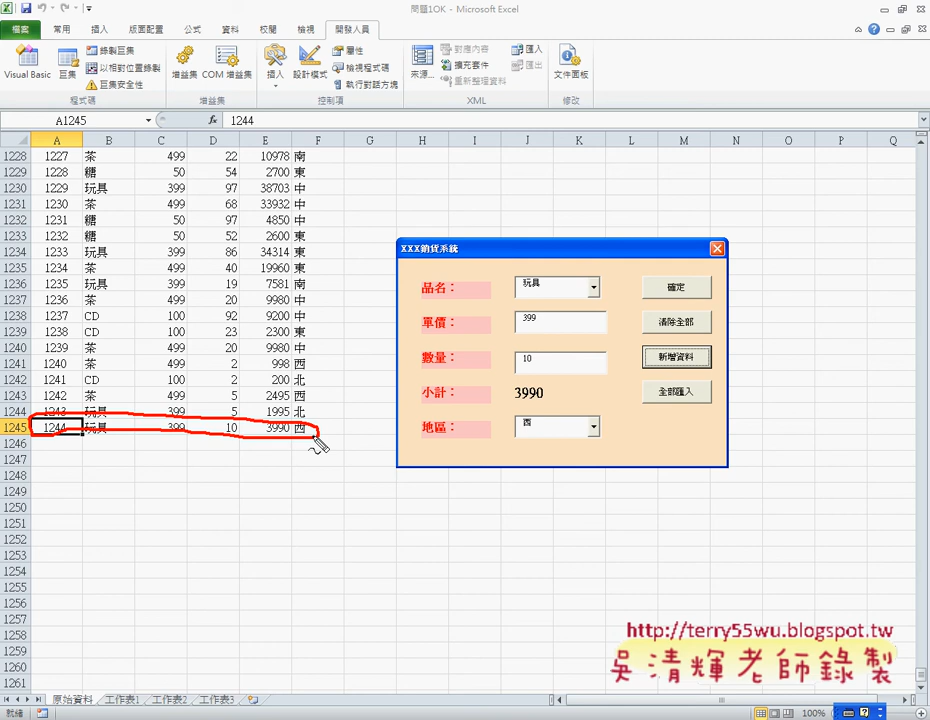 問題1OK - Microsoft Excel
檔案 常用 插入 版面配置 公式 資料 校閱 檢視 開發人員
Visual Basic 巨集 錄製巨集 以相對位置錄製 巨集安全性 增益集 COM 增益集 插入 設計模式 屬性 檢視程式碼 執行對話方塊 來源... 對應內容 擴充套件 重新整理資料 匯入 匯出 文件面板
程式碼 增益集 控制項 XML 修改
A1245 fx 1244
A B C D E F G H I J K L M N O P Q
1228 1227 茶 499 22 10978 南
1229 1228 糖 50 54 2700 東
1230 1229 玩具 399 97 38703 中
1231 1230 茶 499 68 33932 中
1232 1231 糖 50 97 4850 中
1233 1232 糖 50 52 2600 東
1234 1233 玩具 399 86 34314 東
1235 1234 茶 499 40 19960 東
1236 1235 玩具 399 19 7581 南
1237 1236 茶 499 20 9980 中
1238 1237 CD 100 92 9200 中
1239 1238 CD 100 23 2300 東
1240 1239 茶 499 20 9980 中
1241 1240 茶 499 2 998 西
1242 1241 CD 100 2 200 北
1243 1242 茶 499 5 2495 西
1244 1243 玩具 399 5 1995 北
1245 1244 玩具 399 10 3990 西
1246
1247
1248
1249
1250
1251
1252
1253
1254
1255
1256
1257
1258
1259
1260
1261
XXX銷貨系統
品名： 玩具 確定
單價： 399 清除全部
數量： 10 新增資料
小計： 3990 全部匯入
地區： 西
http://terry55wu.blogspot.tw
吳清輝老師錄製
原始資料 工作表1 工作表2 工作表3
就緒 100%